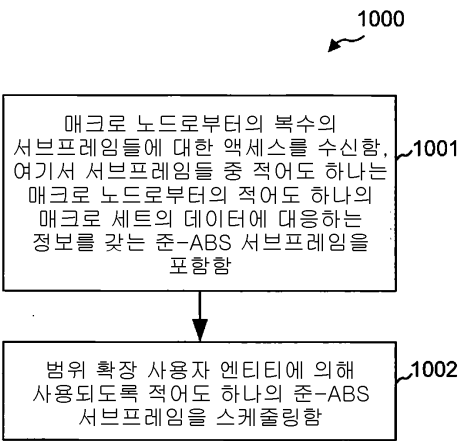 1000
매크로 노드로부터의 복수의
서브프레임들에 대한 액세스를 수신함,
여기서 서브프레임들 중 적어도 하나는
매크로 노드로부터의 적어도 하나의
매크로 세트의 데이터에 대응하는
정보를 갖는 준-ABS 서브프레임을
포함함
1001
범위 확장 사용자 엔티티에 의해
사용되도록 적어도 하나의 준-ABS
서브프레임을 스케줄링함
1002